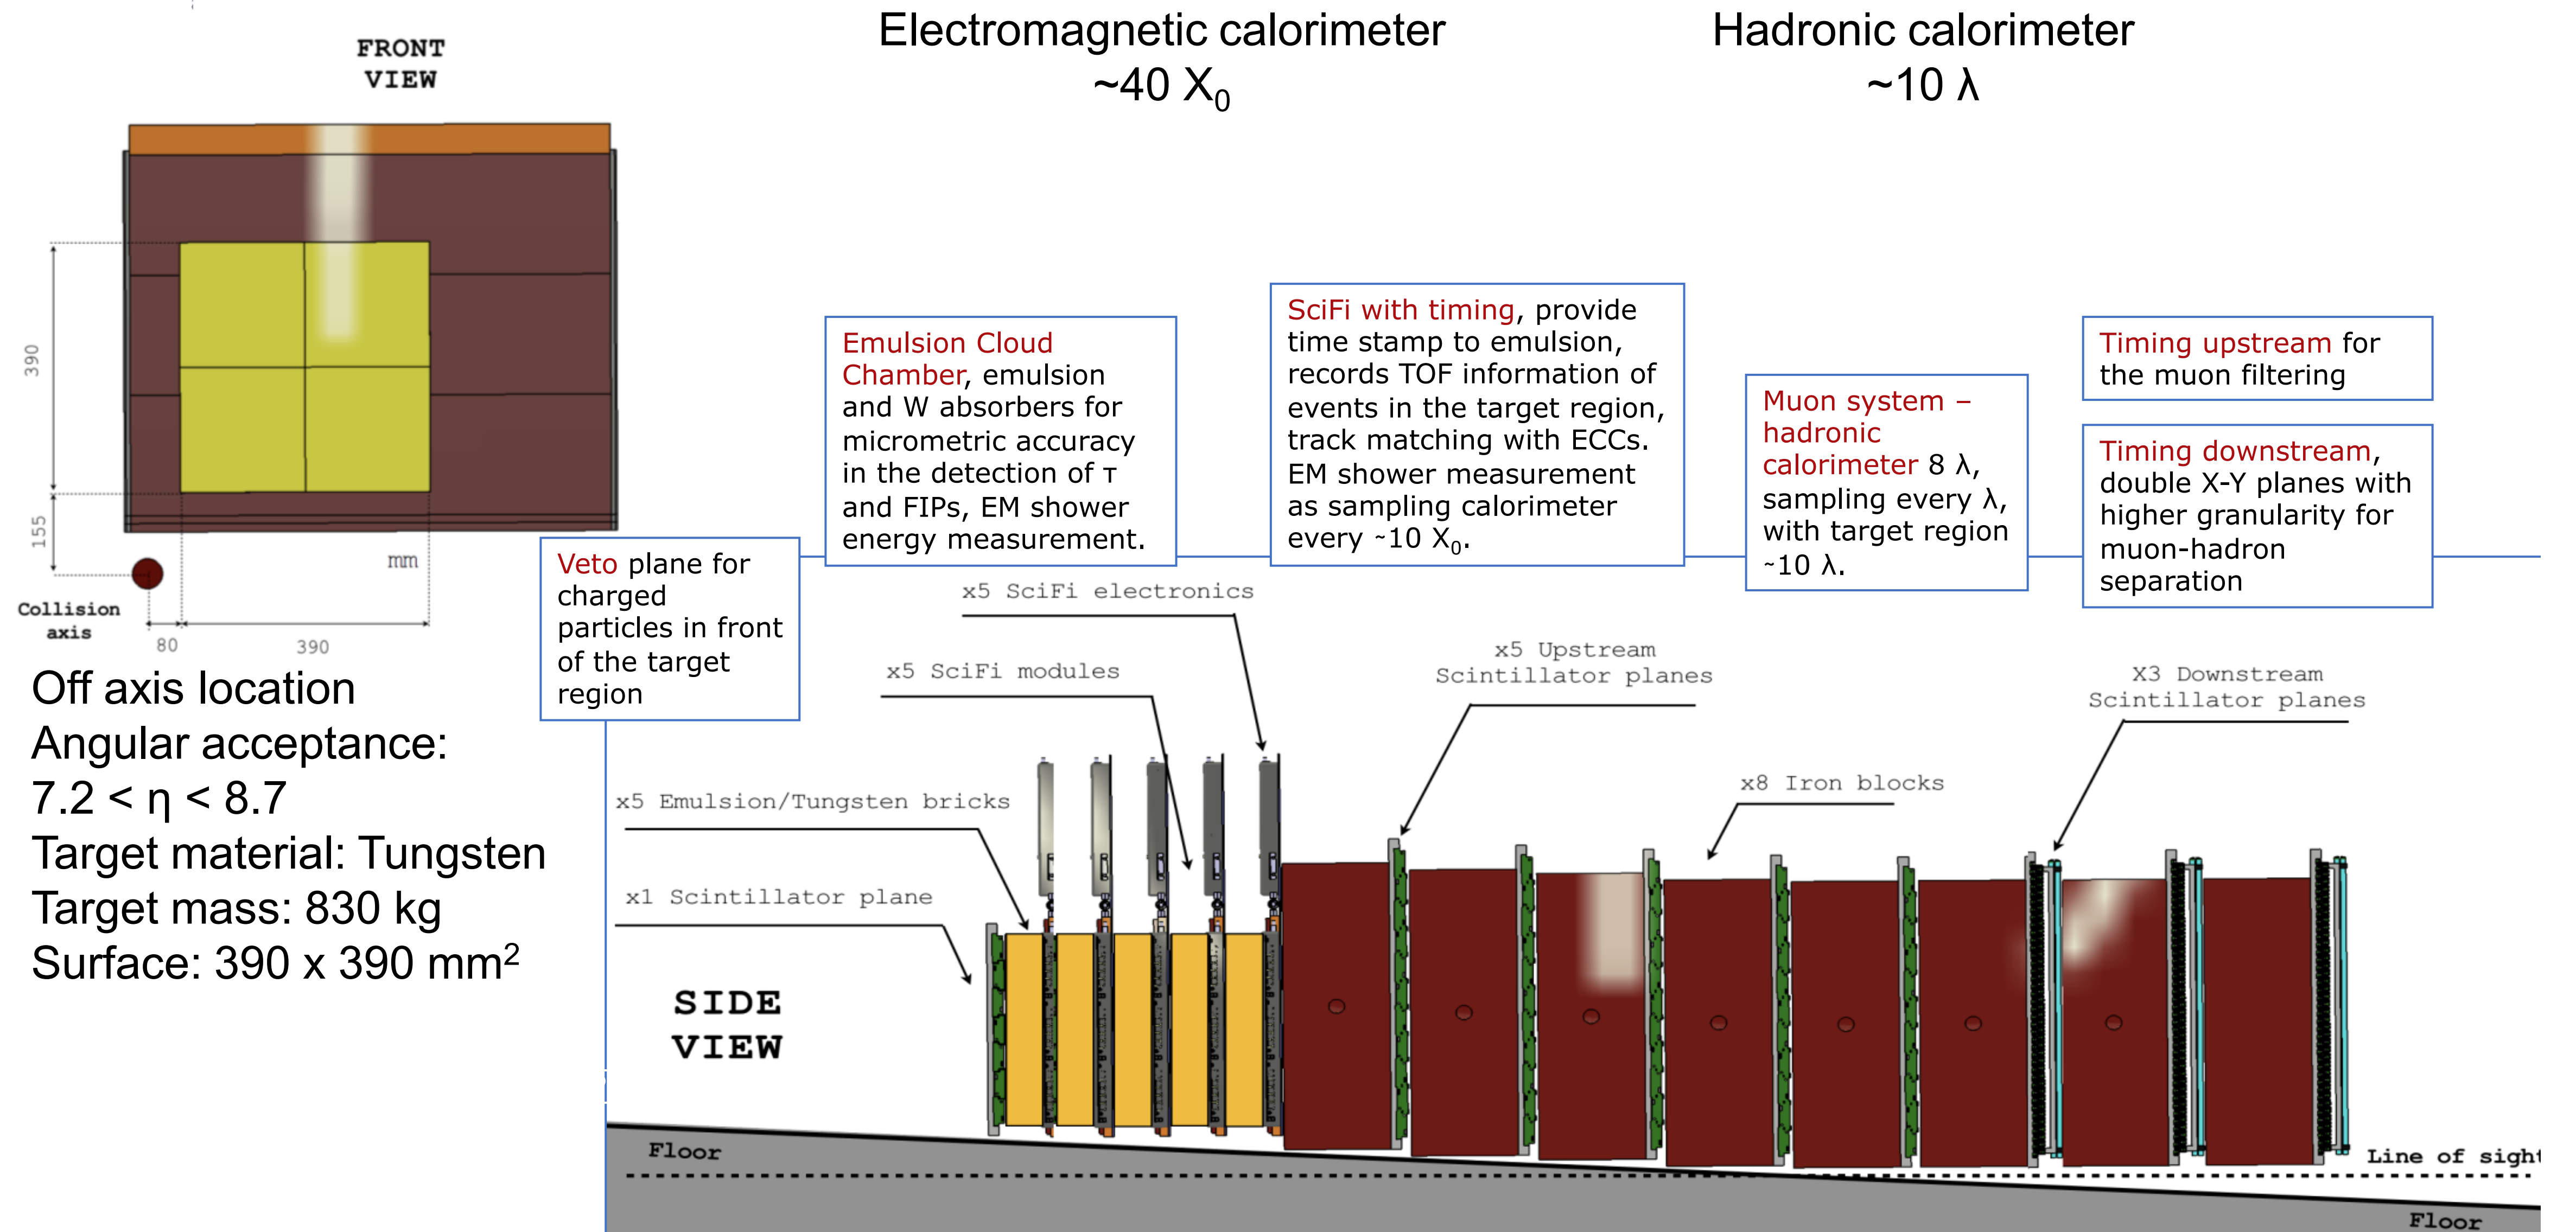 Electromagnetic calorimeter
~40 X0
Hadronic calorimeter
~10 λ
FRONT
VIEW
390
155
mm
Collision
axis
80
390
Off axis location
Angular acceptance:
7.2 < η < 8.7
Target material: Tungsten
Target mass: 830 kg
Surface: 390 x 390 mm²
Veto plane for
charged
particles in front
of the target
region
Emulsion Cloud
Chamber, emulsion
and W absorbers for
micrometric accuracy
in the detection of τ
and FIPs, EM shower
energy measurement.
SciFi with timing, provide
time stamp to emulsion,
records TOF information of
events in the target region,
track matching with ECCs.
EM shower measurement
as sampling calorimeter
every ~10 X0.
Muon system –
hadronic
calorimeter 8 λ,
sampling every λ,
with target region
~10 λ.
Timing upstream for
the muon filtering
Timing downstream,
double X-Y planes with
higher granularity for
muon-hadron
separation
x5 SciFi electronics
x5 SciFi modules
x5 Upstream
Scintillator planes
X3 Downstream
Scintillator planes
x8 Iron blocks
x5 Emulsion/Tungsten bricks
x1 Scintillator plane
SIDE
VIEW
Floor
Line of sight
Floor